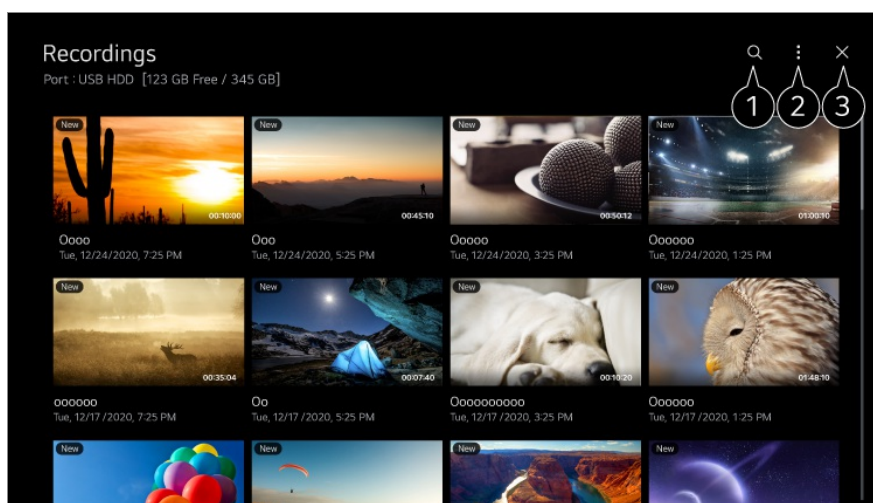 Recordings
Port : USB HDD [123 GB Free / 345 GB]
1 2 3
New New New New
00:10:00 00:45:10 00:50:12 01:00:10
Oooo Ooo Ooooo Oooooo
Tue, 12/24/2020, 7:25 PM Tue, 12/24/2020, 5:25 PM Tue, 12/24/2020, 3:25 PM Tue, 12/24/2020, 1:25 PM
New New New New
00:35:04 00:07:40 00:10:20 01:48:10
oooooo Oo Oooooooooo Oooooo
Tue, 12/17 /2020, 7:25 PM Tue, 12/17 /2020, 5:25 PM Tue, 12/17 /2020, 3:25 PM Tue, 12/17 /2020, 1:25 PM
New New New New